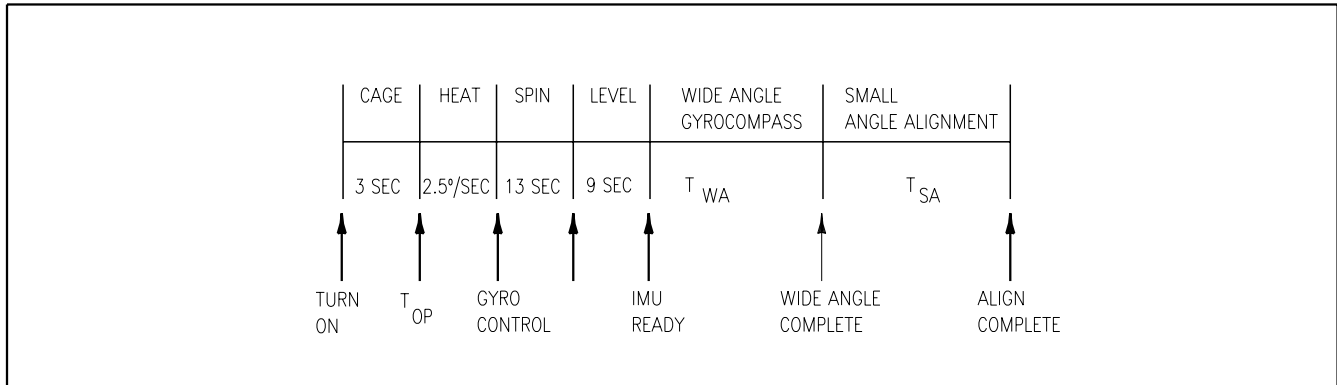 CAGE HEAT SPIN LEVEL WIDE ANGLE SMALL
GYROCOMPASS ANGLE ALIGNMENT
3 SEC 2.5º/SEC 13 SEC 9 SEC T WA T SA
TURN T OP GYRO IMU WIDE ANGLE ALIGN
ON CONTROL READY COMPLETE COMPLETE